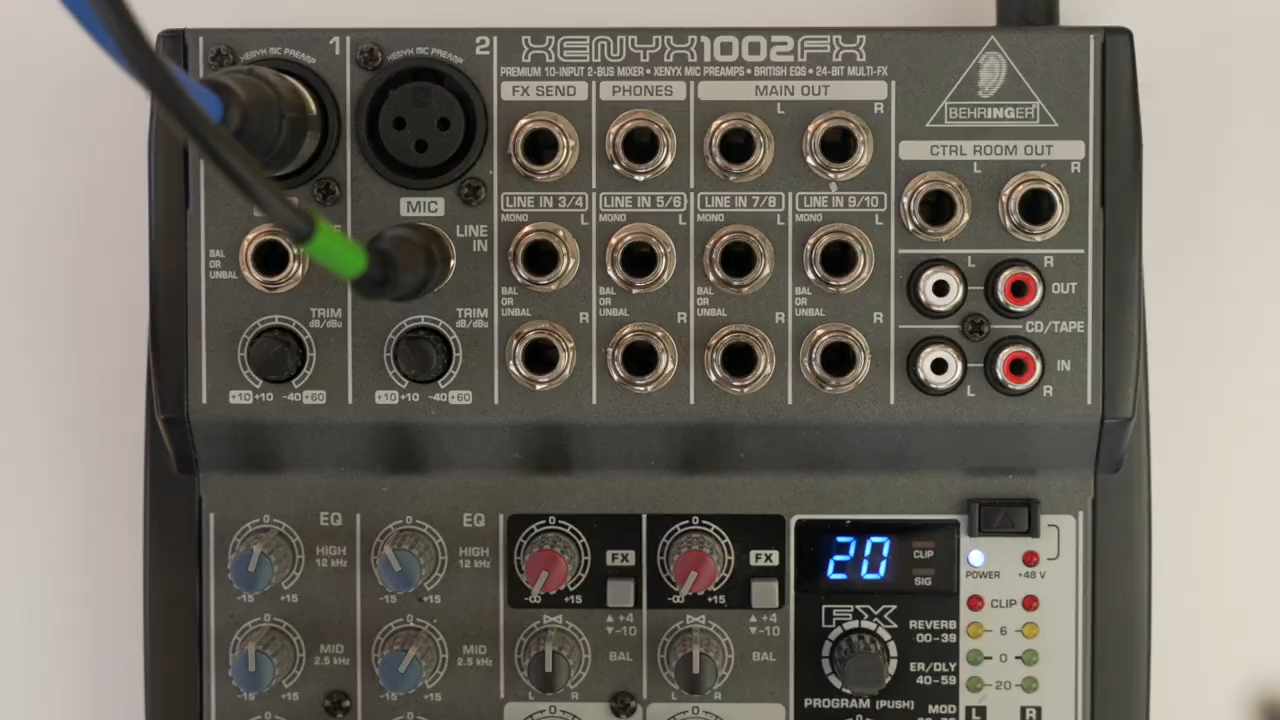 1
XENYX MIC PREAMP
2
XENYX MIC PREAMP
XENYX1002FX
PREMIUM 10-INPUT 2-BUS MIXER • XENYX MIC PREAMPS • BRITISH EQS • 24-BIT MULTI-FX
FX SEND
PHONES
MAIN OUT
L
R
BEHRINGER
CTRL ROOM OUT
L
R
MIC
LINE IN 3/4
LINE IN 5/6
LINE IN 7/8
LINE IN 9/10
MONO L
MONO L
MONO L
MONO L
LINE
IN
BAL
OR
UNBAL
BAL
OR
UNBAL
BAL
OR
UNBAL
BAL
OR
UNBAL
BAL
OR
UNBAL
R
R
R
R
L
R
OUT
CD/TAPE
IN
L
R
TRIM
dB/dBu
TRIM
dB/dBu
+10 +10 -40 +60
+10 +10 -40 +60
EQ
EQ
0
HIGH
12 kHz
-15 +15
0
HIGH
12 kHz
-15 +15
0
FX
-∞ +15
0
FX
-∞ +15
20
CLIP
SIG
POWER
+48 V
CLIP
6
0
20
L
R
FX
REVERB
00-39
ER/DLY
40-59
PROGRAM (PUSH)
MOD
0
MID
2.5 kHz
-15 +15
0
MID
2.5 kHz
-15 +15
▲ +4
▼ -10
BAL
L R
▲ +4
▼ -10
BAL
L R